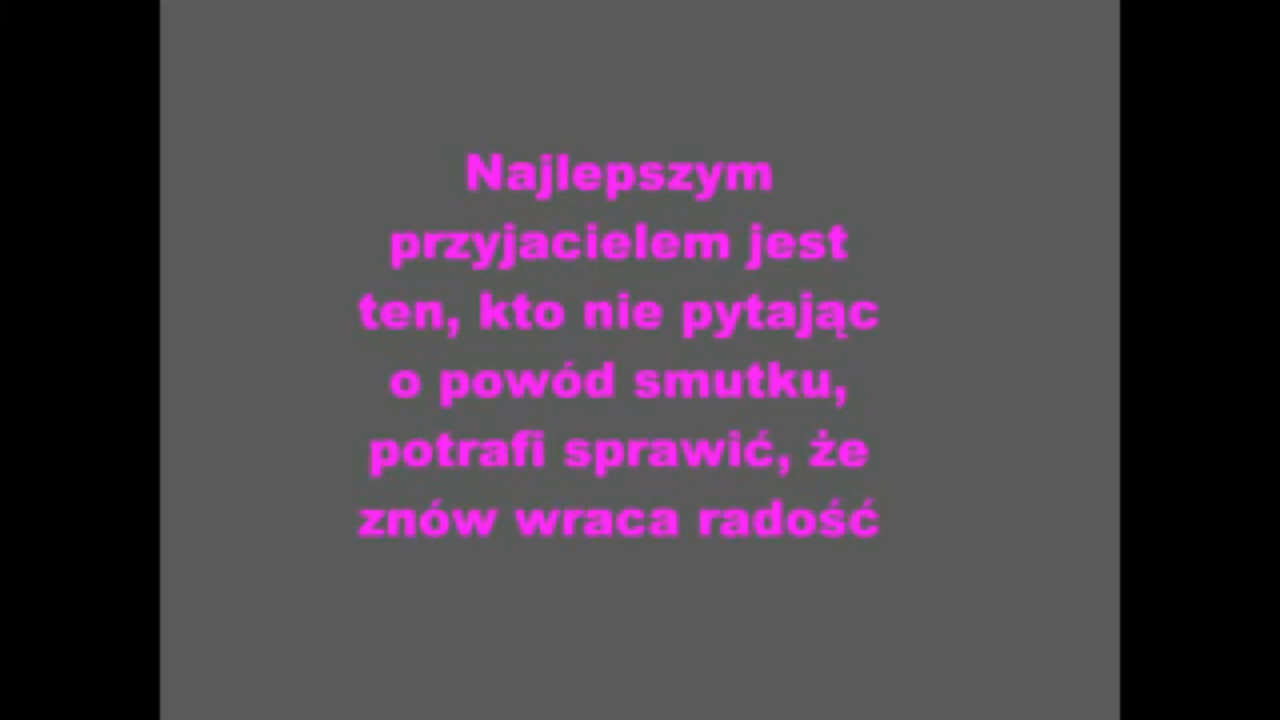 Najlepszym
przyjacielem jest
ten, kto nie pytając
o powód smutku,
potrafi sprawić, że
znów wraca radość